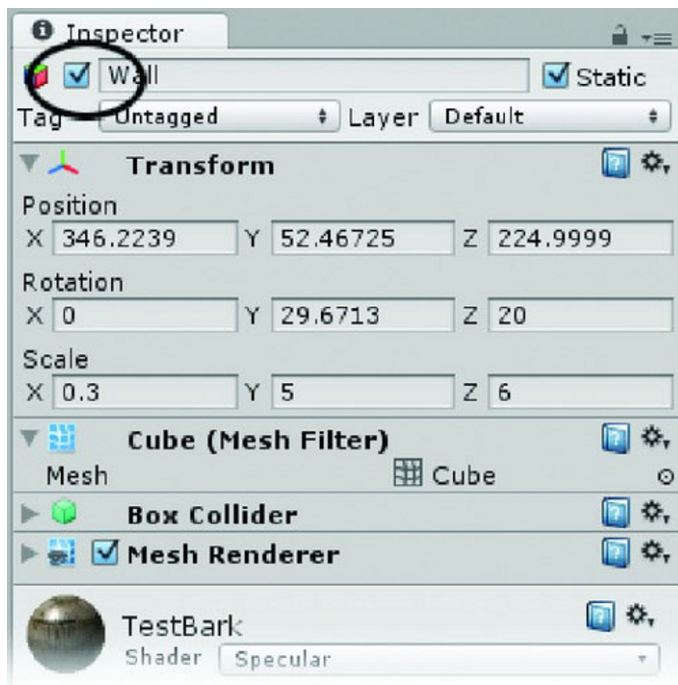 Inspector
Wall Static
Tag Untagged Layer Default
Transform
Position
X 346.2239 Y 52.46725 Z 224.9999
Rotation
X 0 Y 29.6713 Z 20
Scale
X 0.3 Y 5 Z 6
Cube (Mesh Filter)
Mesh Cube
Box Collider
Mesh Renderer
TestBark
Shader Specular